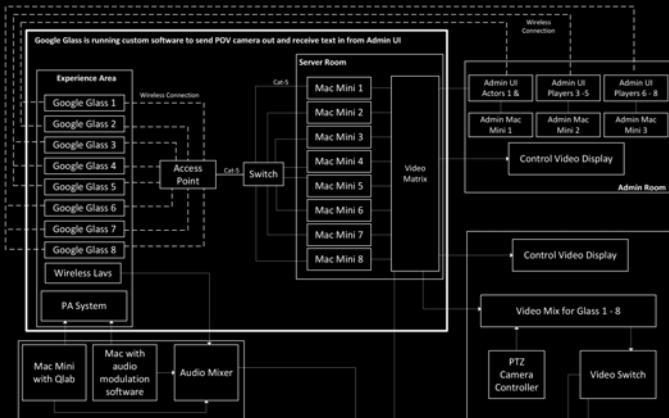 Wireless
Connection
Google Glass is running custom software to send POV camera out and receive text in from Admin UI
Experience Area
Google Glass 1
Google Glass 2
Google Glass 3
Google Glass 4
Google Glass 5
Google Glass 6
Google Glass 7
Google Glass 8
Wireless Lavs
PA System
Wireless Connection
Access
Point
Cat-5
Switch
Server Room
Cat-5
Mac Mini 1
Mac Mini 2
Mac Mini 3
Mac Mini 4
Mac Mini 5
Mac Mini 6
Mac Mini 7
Mac Mini 8
Video
Matrix
Admin UI
Actors 1 &
Admin UI
Players 3 -5
Admin UI
Players 6 - 8
Admin Mac
Mini 1
Admin Mac
Mini 2
Admin Mac
Mini 3
Control Video Display
Admin Room
Control Video Display
Video Mix for Glass 1 - 8
PTZ
Camera
Controller
Video Switch
Mac Mini
with Qlab
Mac with
audio
modulation
software
Audio Mixer